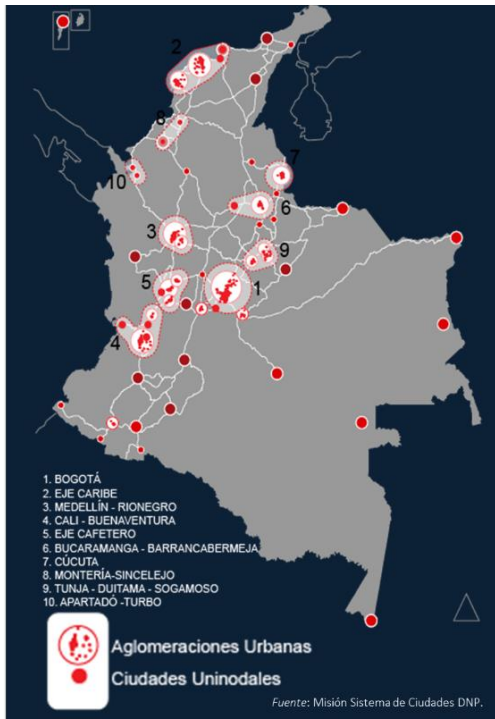 2
8
7
10
6
3
9
5
1
4
1. BOGOTÁ
2. EJE CARIBE
3. MEDELLÍN - RIONEGRO
4. CALI - BUENAVENTURA
5. EJE CAFETERO
6. BUCARAMANGA - BARRANCABERMEJA
7. CÚCUTA
8. MONTERÍA-SINCELEJO
9. TUNJA - DUITAMA - SOGAMOSO
10. APARTADÓ -TURBO
Aglomeraciones Urbanas
Ciudades Uninodales
Fuente: Misión Sistema de Ciudades DNP.